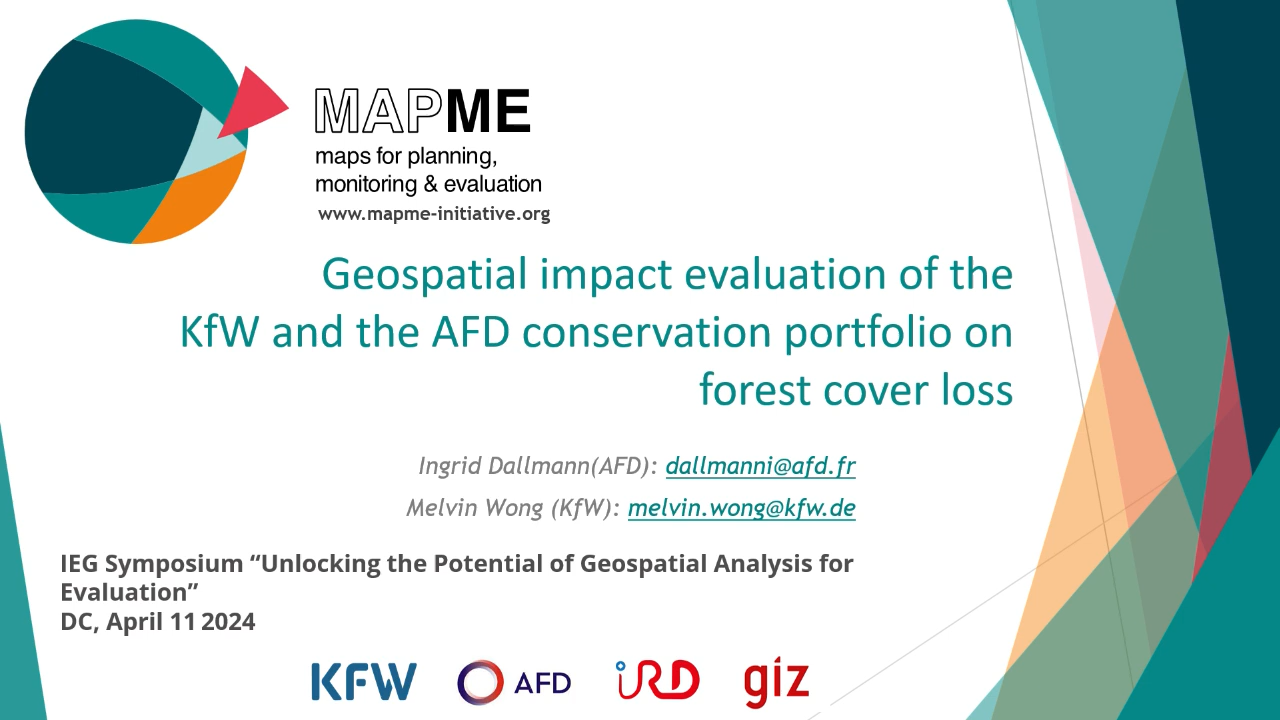 MAPME
maps for planning,
monitoring & evaluation
www.mapme-initiative.org
Geospatial impact evaluation of the
KfW and the AFD conservation portfolio on
forest cover loss
Ingrid Dallmann(AFD): dallmanni@afd.fr
Melvin Wong (KfW): melvin.wong@kfw.de
IEG Symposium “Unlocking the Potential of Geospatial Analysis for
Evaluation”
DC, April 11 2024
KFW AFD iRD giz